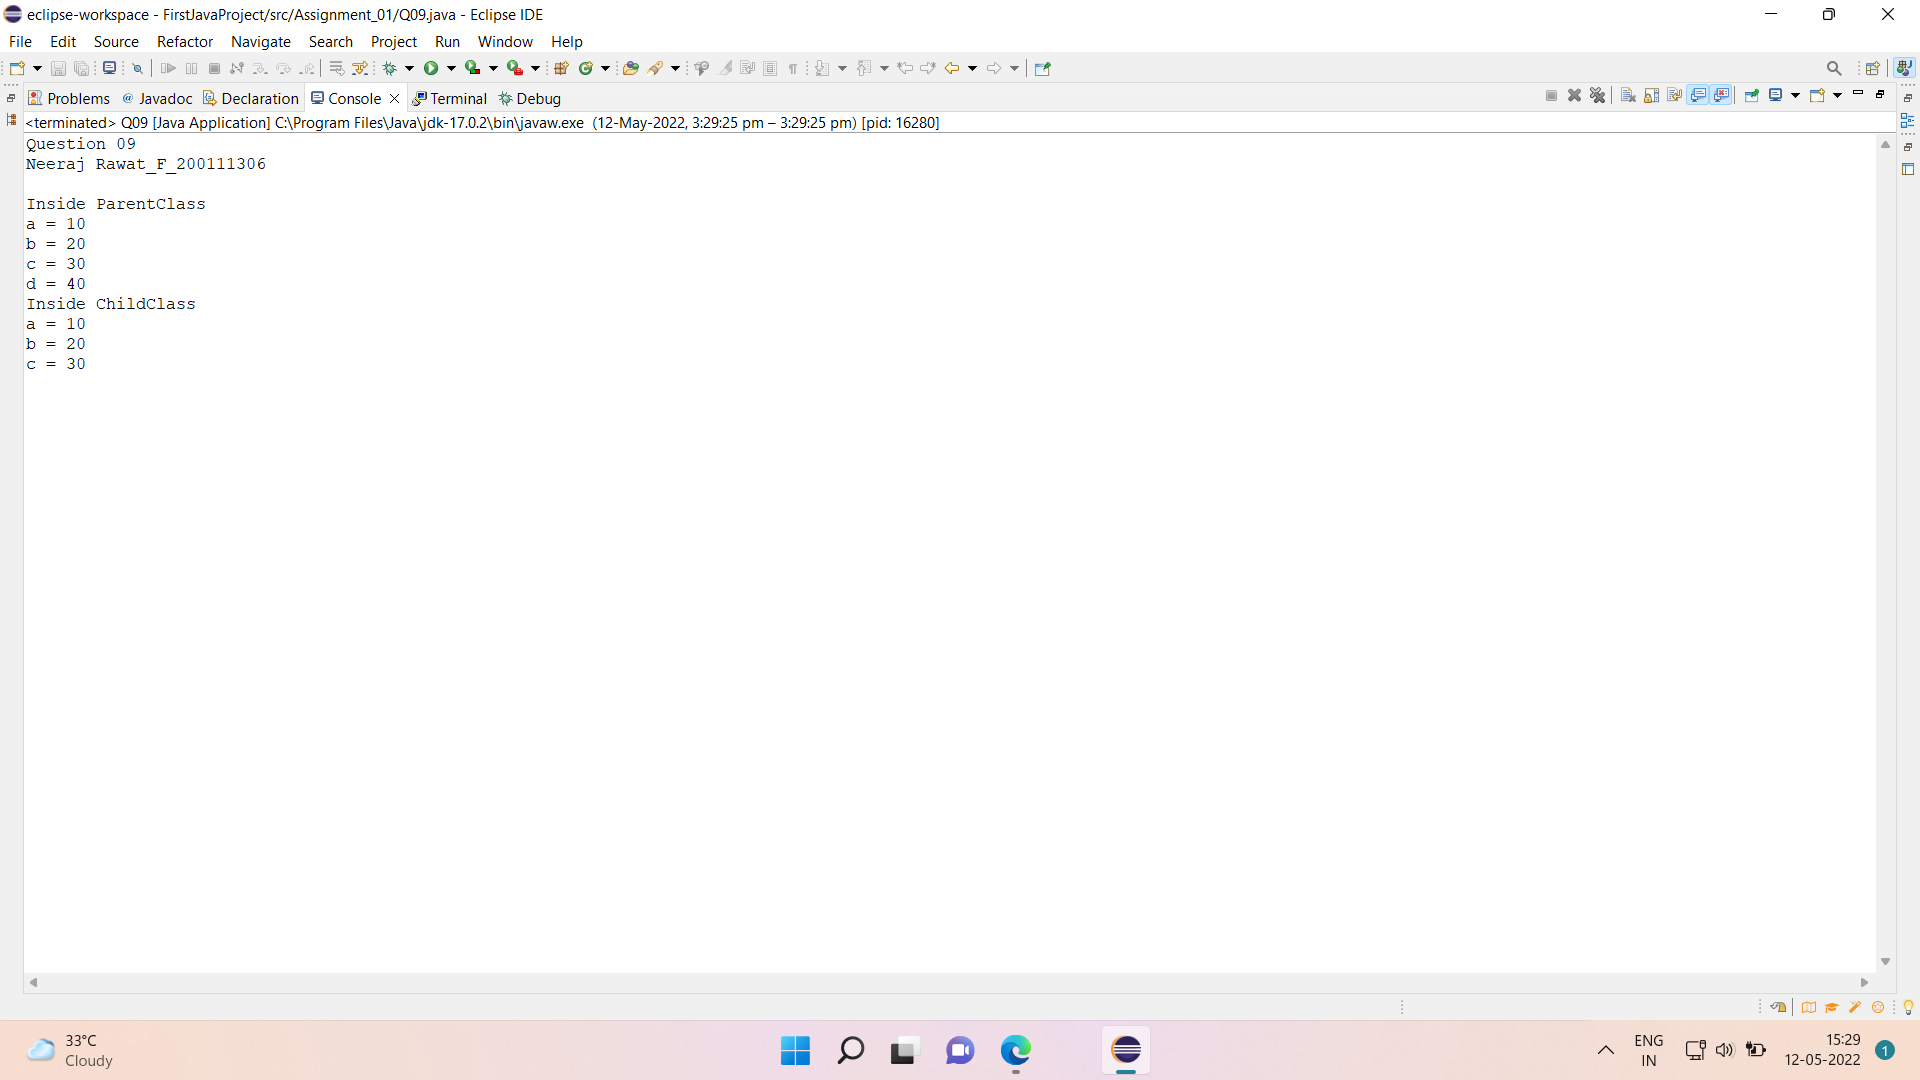 eclipse-workspace - FirstJavaProject/src/Assignment_01/Q09.java - Eclipse IDE
File Edit Source Refactor Navigate Search Project Run Window Help
Problems Javadoc Declaration Console Terminal Debug
<terminated> Q09 [Java Application] C:\Program Files\Java\jdk-17.0.2\bin\javaw.exe (12-May-2022, 3:29:25 pm – 3:29:25 pm) [pid: 16280]
Question 09
Neeraj Rawat_F_200111306
Inside ParentClass
a = 10
b = 20
c = 30
d = 40
Inside ChildClass
a = 10
b = 20
c = 30
33°C
Cloudy
ENG
IN
15:29
12-05-2022
1